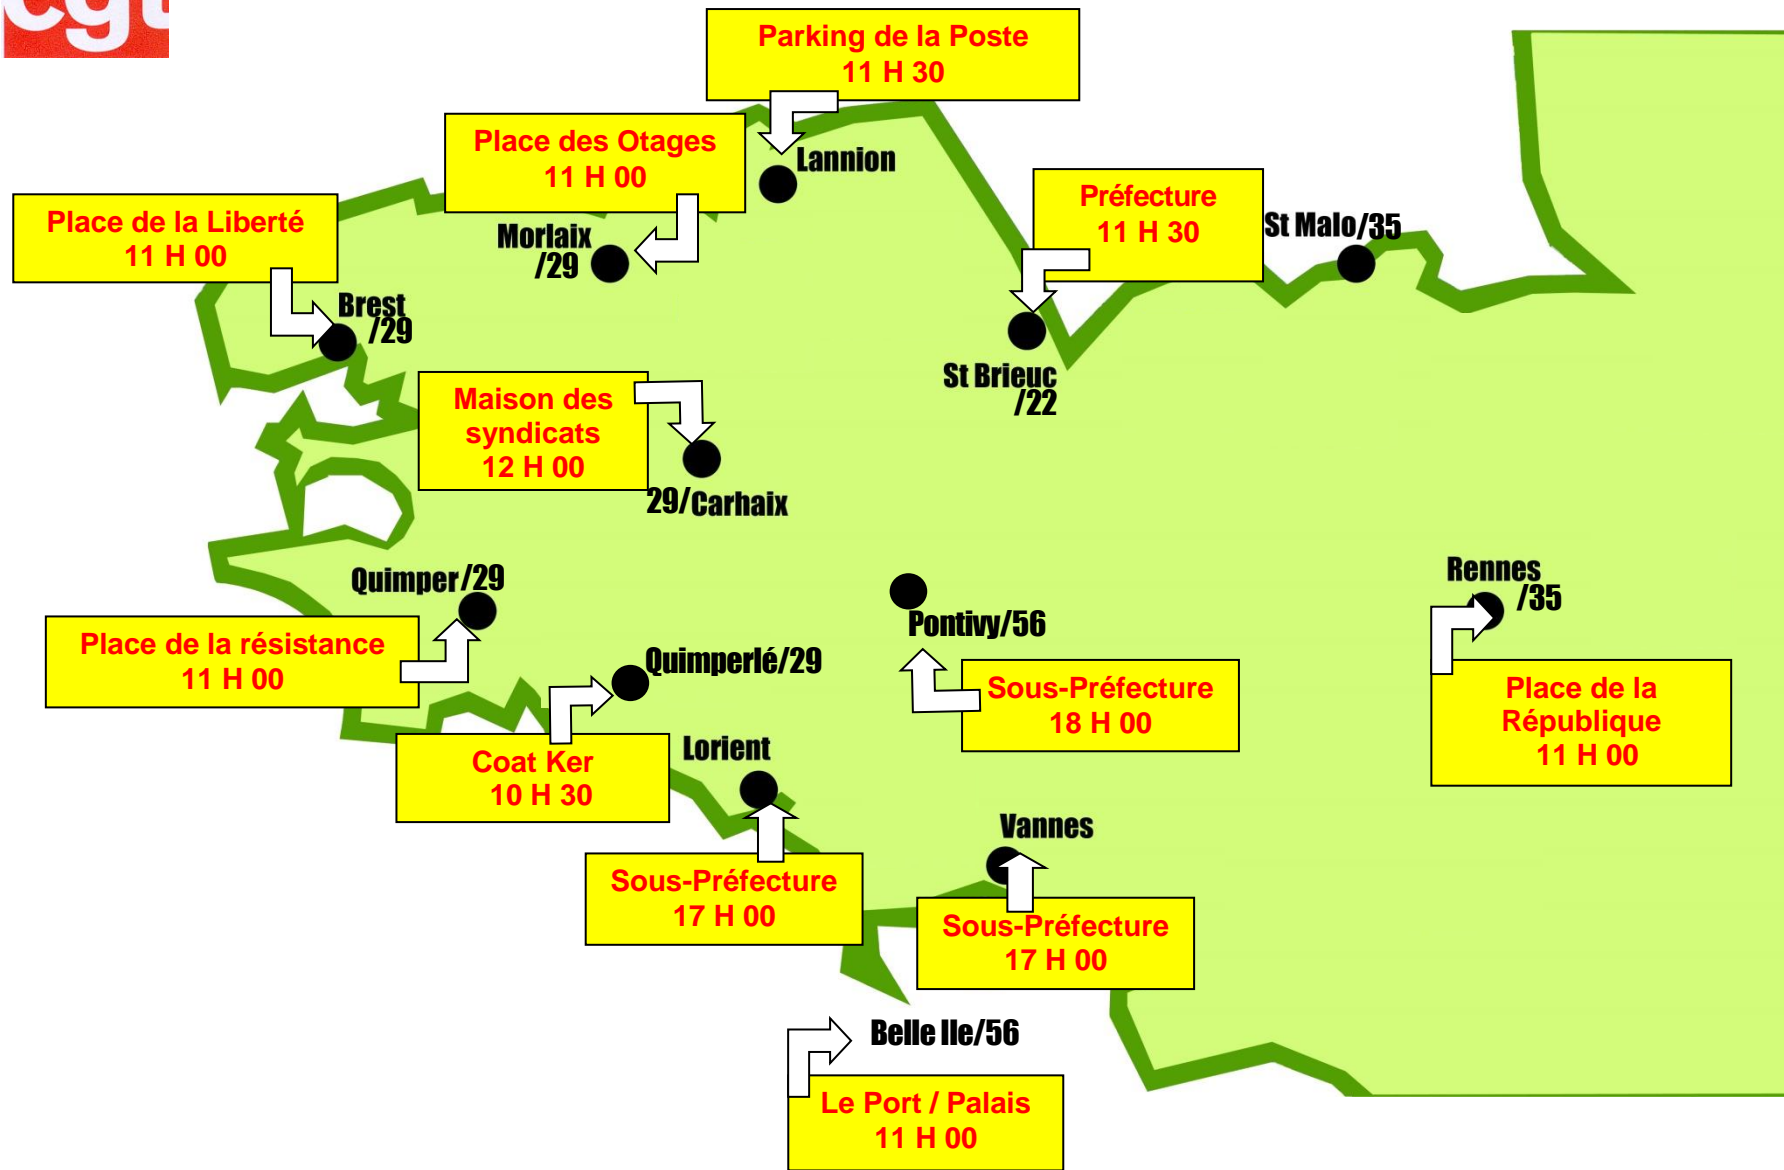 cgt
Parking de la Poste
11 H 30
Place des Otages
11 H 00
Lannion
Place de la Liberté
11 H 00
Morlaix
/29
Préfecture
11 H 30
St Malo/35
Brest
/29
St Brieuc
/22
Maison des
syndicats
12 H 00
29/Carhaix
Quimper/29
Place de la résistance
11 H 00
Pontivy/56
Sous-Préfecture
18 H 00
Rennes
/35
Place de la
République
11 H 00
Quimperlé/29
Coat Ker
10 H 30
Lorient
Sous-Préfecture
17 H 00
Vannes
Sous-Préfecture
17 H 00
Belle Ile/56
Le Port / Palais
11 H 00